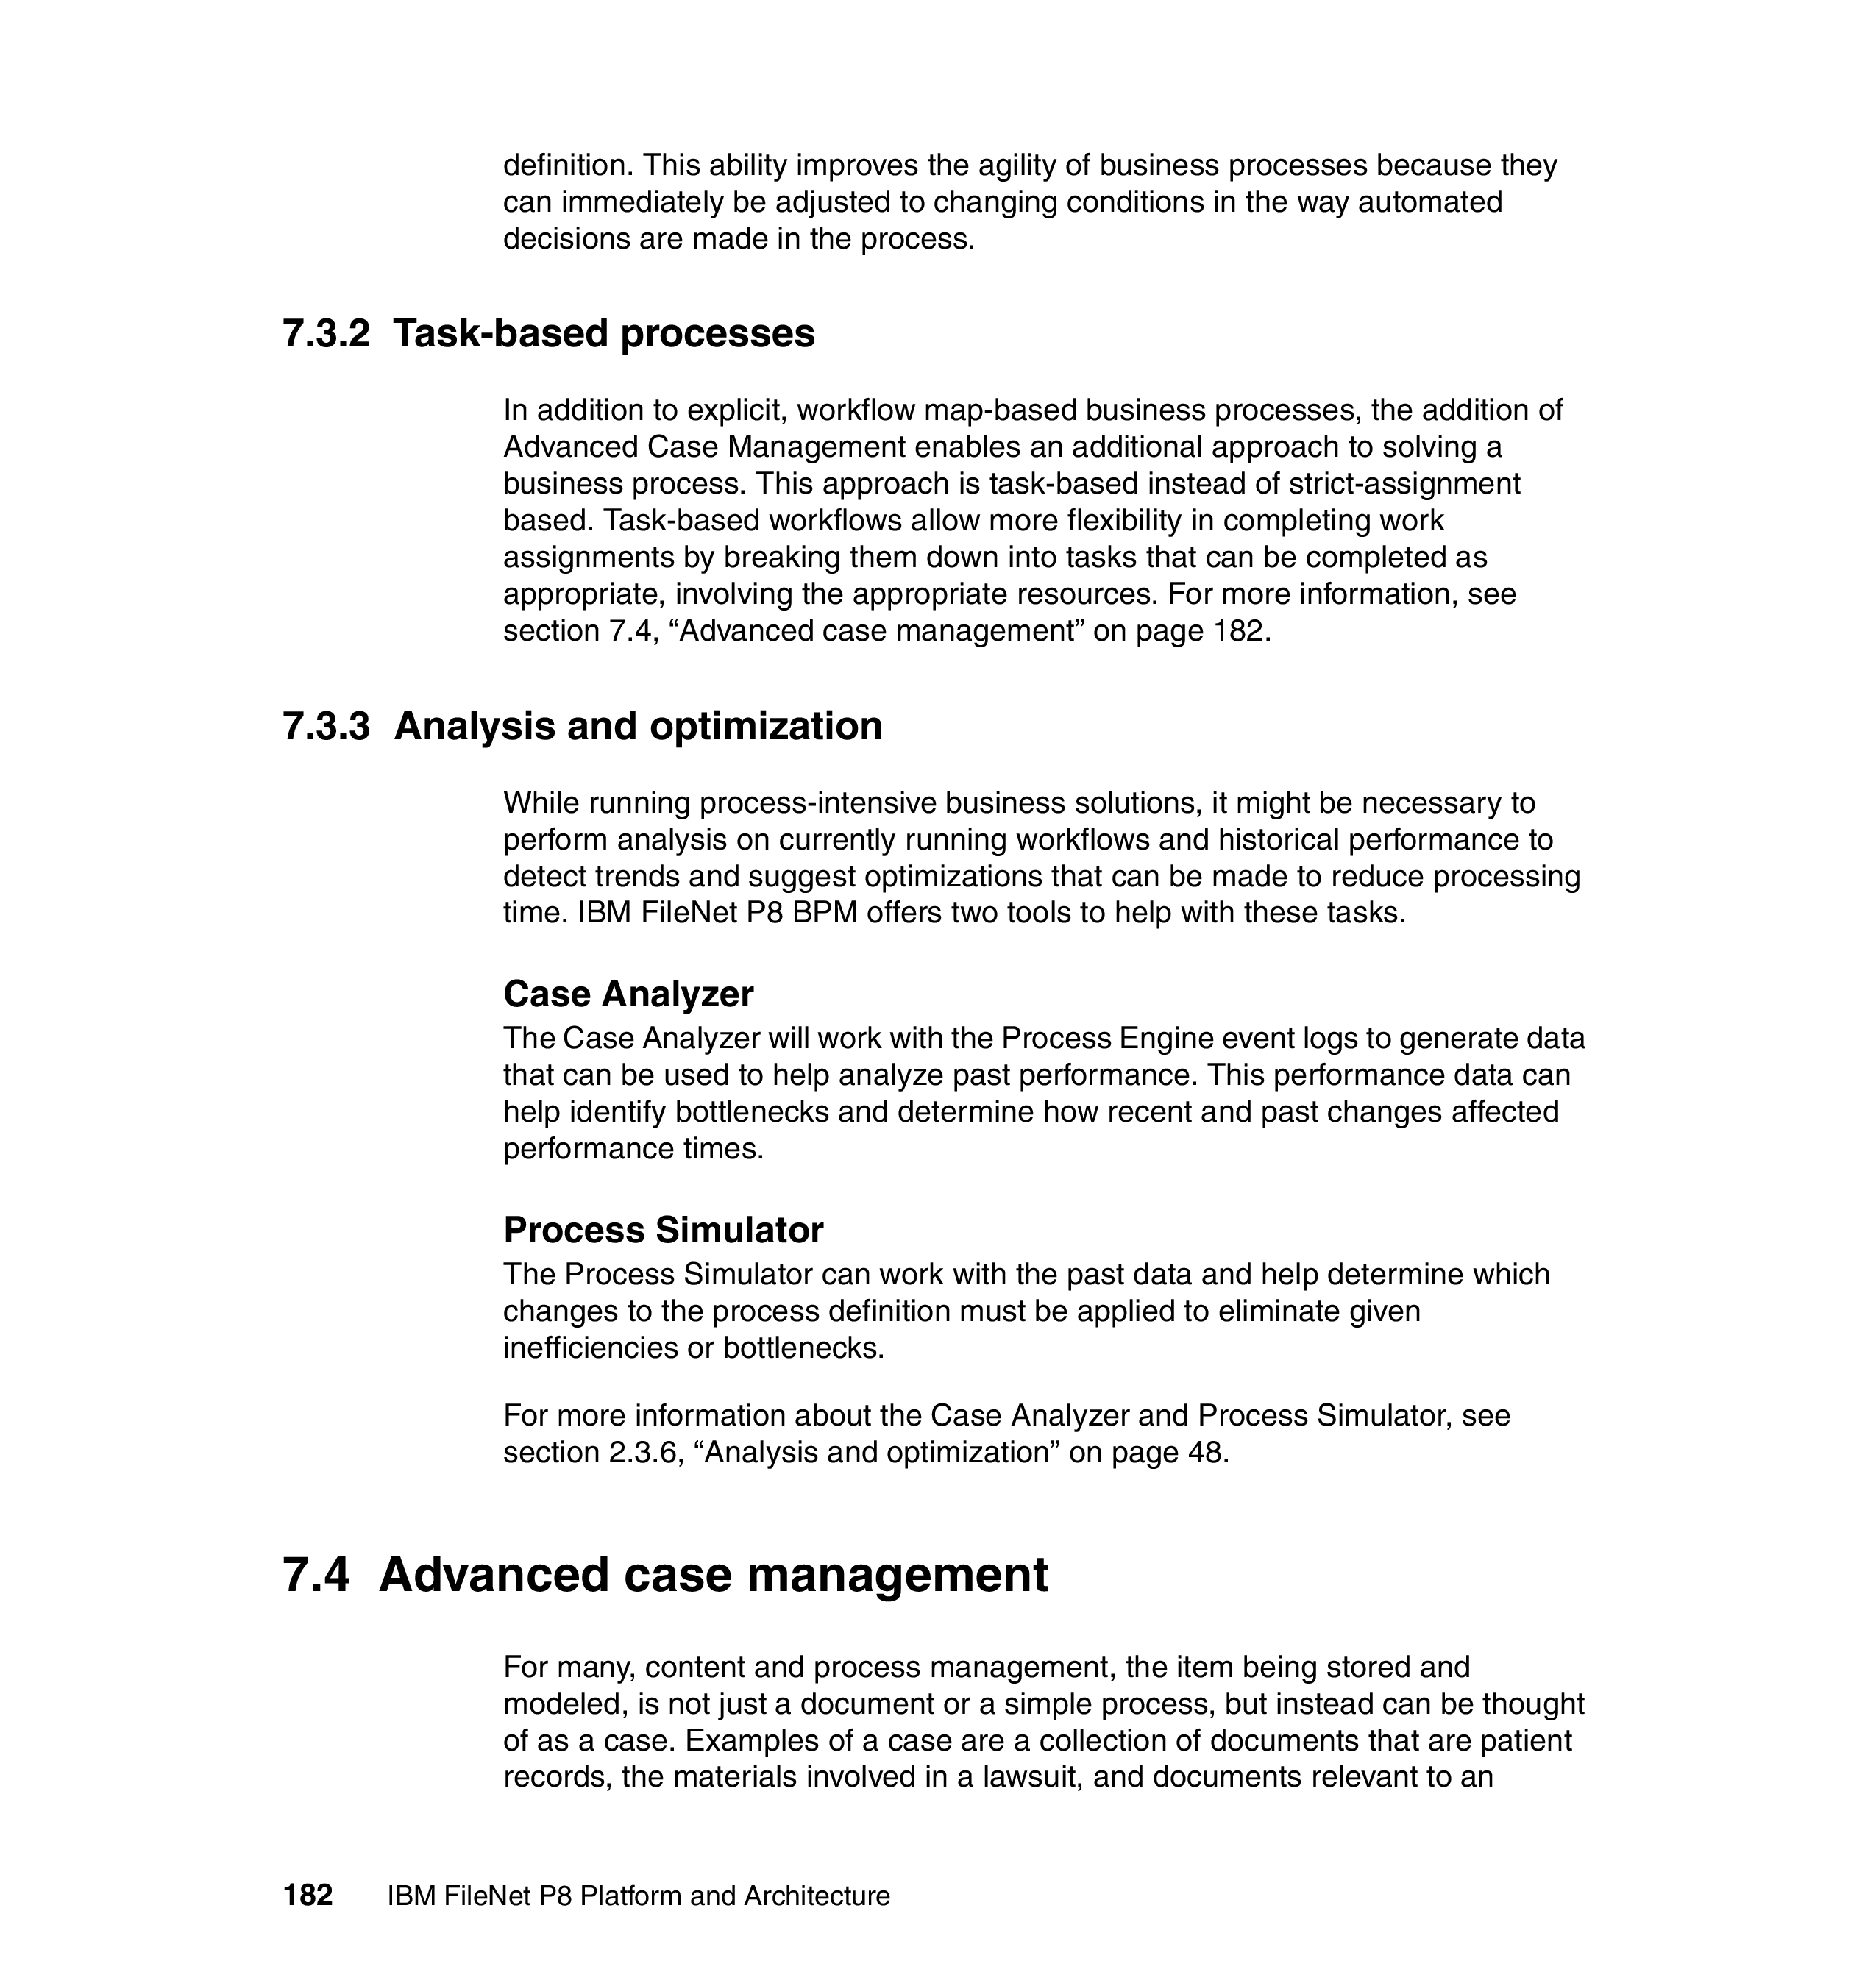 definition. This ability improves the agility of business processes because they
can immediately be adjusted to changing conditions in the way automated
decisions are made in the process.
7.3.2 Task-based processes
In addition to explicit, workflow map-based business processes, the addition of
Advanced Case Management enables an additional approach to solving a
business process. This approach is task-based instead of strict-assignment
based. Task-based workflows allow more flexibility in completing work
assignments by breaking them down into tasks that can be completed as
appropriate, involving the appropriate resources. For more information, see
section 7.4, “Advanced case management” on page 182.
7.3.3 Analysis and optimization
While running process-intensive business solutions, it might be necessary to
perform analysis on currently running workflows and historical performance to
detect trends and suggest optimizations that can be made to reduce processing
time. IBM FileNet P8 BPM offers two tools to help with these tasks.
Case Analyzer
The Case Analyzer will work with the Process Engine event logs to generate data
that can be used to help analyze past performance. This performance data can
help identify bottlenecks and determine how recent and past changes affected
performance times.
Process Simulator
The Process Simulator can work with the past data and help determine which
changes to the process definition must be applied to eliminate given
inefficiencies or bottlenecks.
For more information about the Case Analyzer and Process Simulator, see
section 2.3.6, “Analysis and optimization” on page 48.
7.4 Advanced case management
For many, content and process management, the item being stored and
modeled, is not just a document or a simple process, but instead can be thought
of as a case. Examples of a case are a collection of documents that are patient
records, the materials involved in a lawsuit, and documents relevant to an
182 IBM FileNet P8 Platform and Architecture